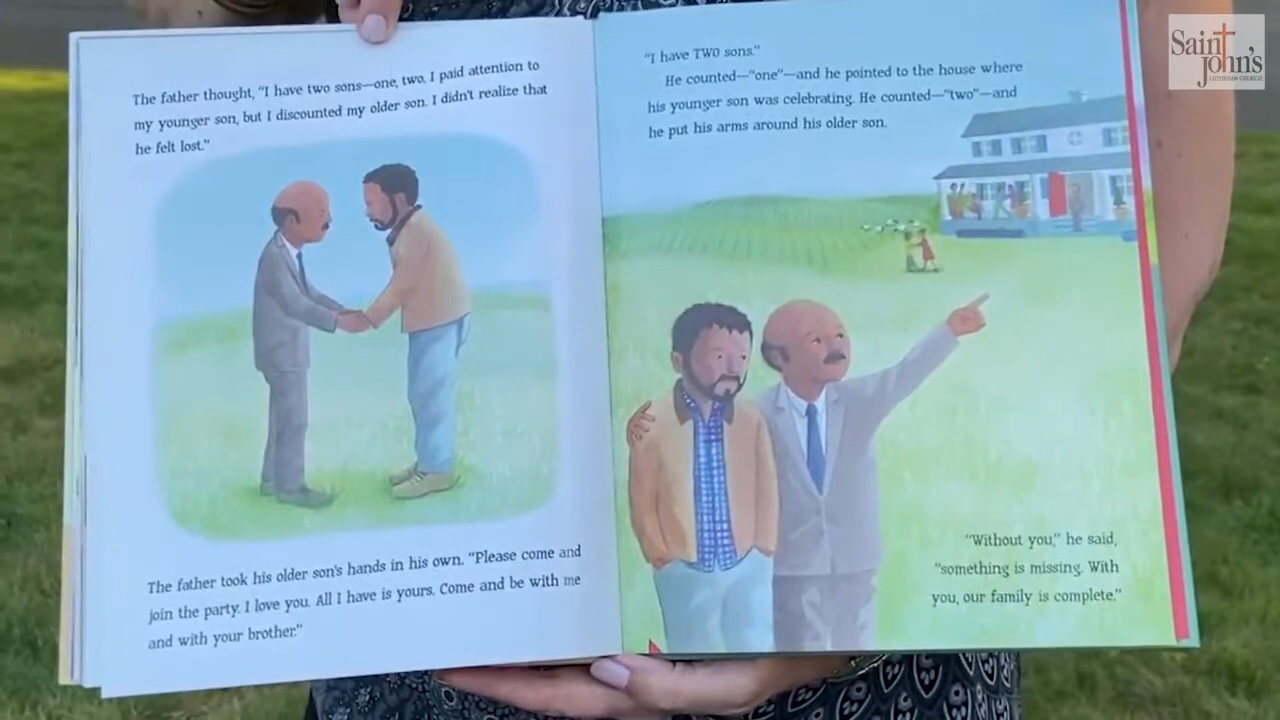 The father thought, "I have two sons—one, two. I paid attention to
my younger son, but I discounted my older son. I didn't realize that
he felt lost."
The father took his older son's hands in his own. "Please come and
join the party. I love you. All I have is yours. Come and be with me
and with your brother."
"I have TWO sons."
He counted—"one"—and he pointed to the house where
his younger son was celebrating. He counted—"two"—and
he put his arms around his older son.
"Without you," he said,
"something is missing. With
you, our family is complete."
Saint
John's
LUTHERAN CHURCH